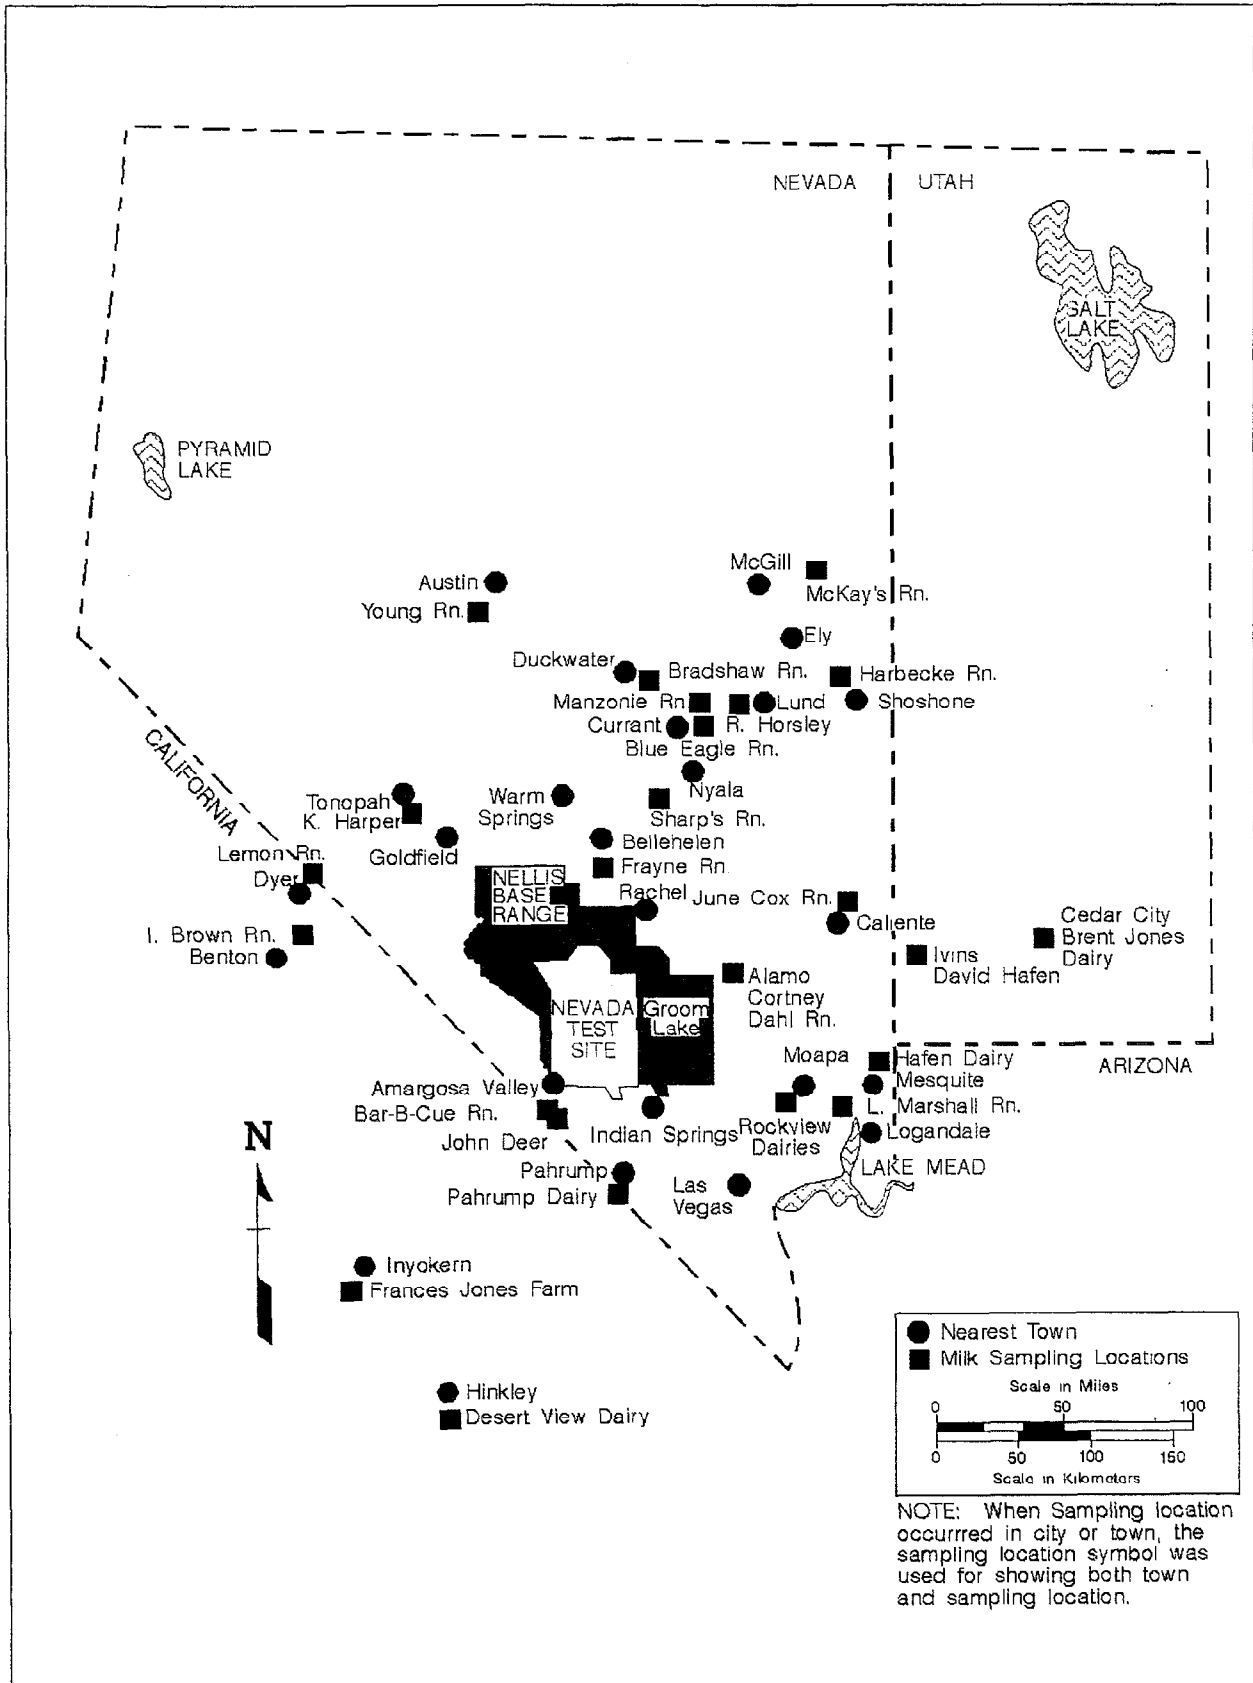 NEVADA
UTAH
SALT
LAKE
PYRAMID
LAKE
McGill
McKay's Rn.
Austin
Young Rn.
Ely
Duckwater
Bradshaw Rn.
Harbecke Rn.
Manzonie Rn.
Lund
Shoshone
Currant
R. Horsley
Blue Eagle Rn.
CALIFORNIA
Nyala
Tonopah
K. Harper
Warm
Springs
Sharp's Rn.
Goldfield
Bellehelen
Lemon Rn.
Dyer
Frayne Rn
NELLIS
BASE
RANGE
Rachel
June Cox Rn.
Caliente
Cedar City
Brent Jones
Dairy
I. Brown Rn.
Benton
Ivins
David Hafen
Alamo
Cortney
Dahl Rn.
NEVADA
TEST
SITE
Groom
Lake
Moapa
Hafen Dairy
ARIZONA
Amargosa Valley
Mesquite
Bar-B-Cue Rn.
L. Marshall Rn.
John Deer
Indian Springs
Rockview
Dairies
Logandale
N
Pahrump
LAKE MEAD
Pahrump Dairy
Las
Vegas
Inyokern
Frances Jones Farm
Nearest Town
Milk Sampling Locations
Scale in Miles
0 50 100
0 50 100 150
Scale in Kilometers
Hinkley
Desert View Dairy
NOTE: When Sampling location
occurrred in city or town, the
sampling location symbol was
used for showing both town
and sampling location.